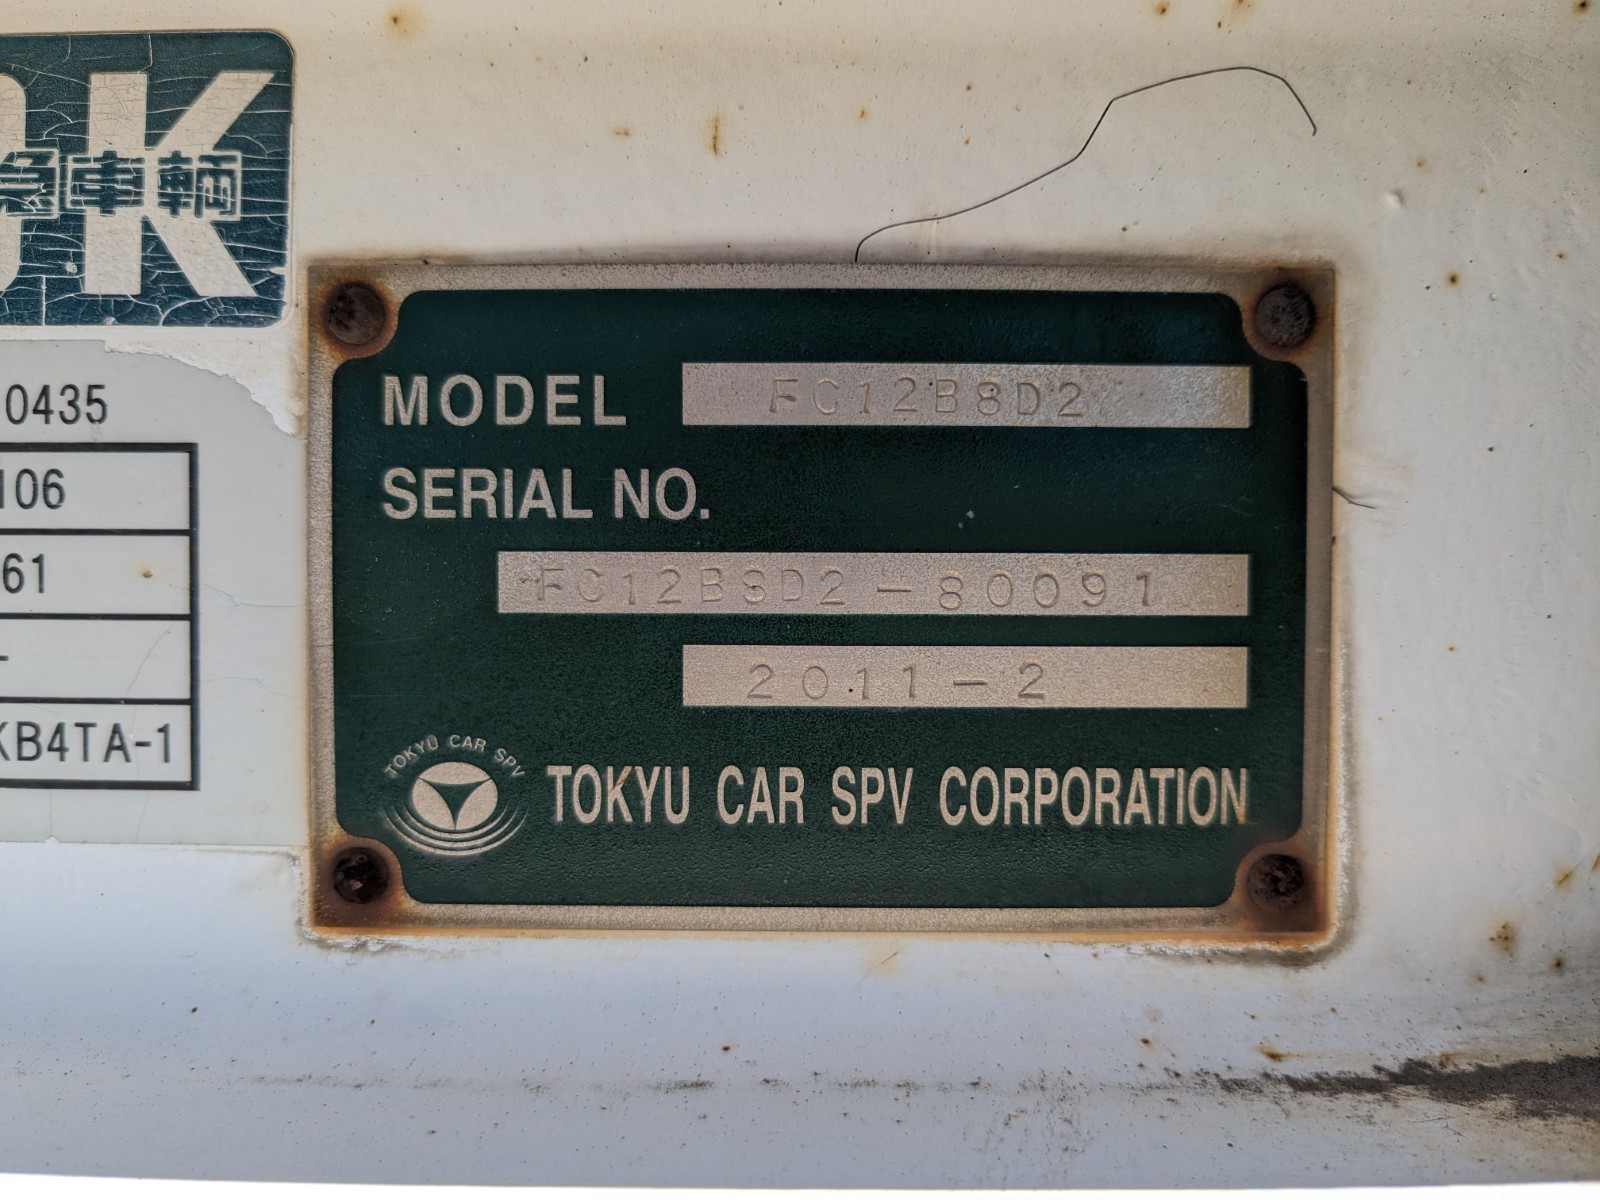 K
急車輌
0435
106
61
-
KB4TA-1
MODEL FC12B8D2
SERIAL NO.
FC12B8D2-80091
2011-2
TOKYU CAR SPV
TOKYU CAR SPV CORPORATION